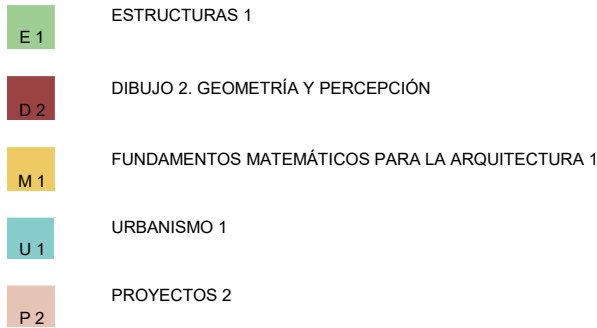 ESTRUCTURAS 1
E 1
DIBUJO 2. GEOMETRÍA Y PERCEPCIÓN
D 2
FUNDAMENTOS MATEMÁTICOS PARA LA ARQUITECTURA 1
M 1
URBANISMO 1
U 1
PROYECTOS 2
P 2